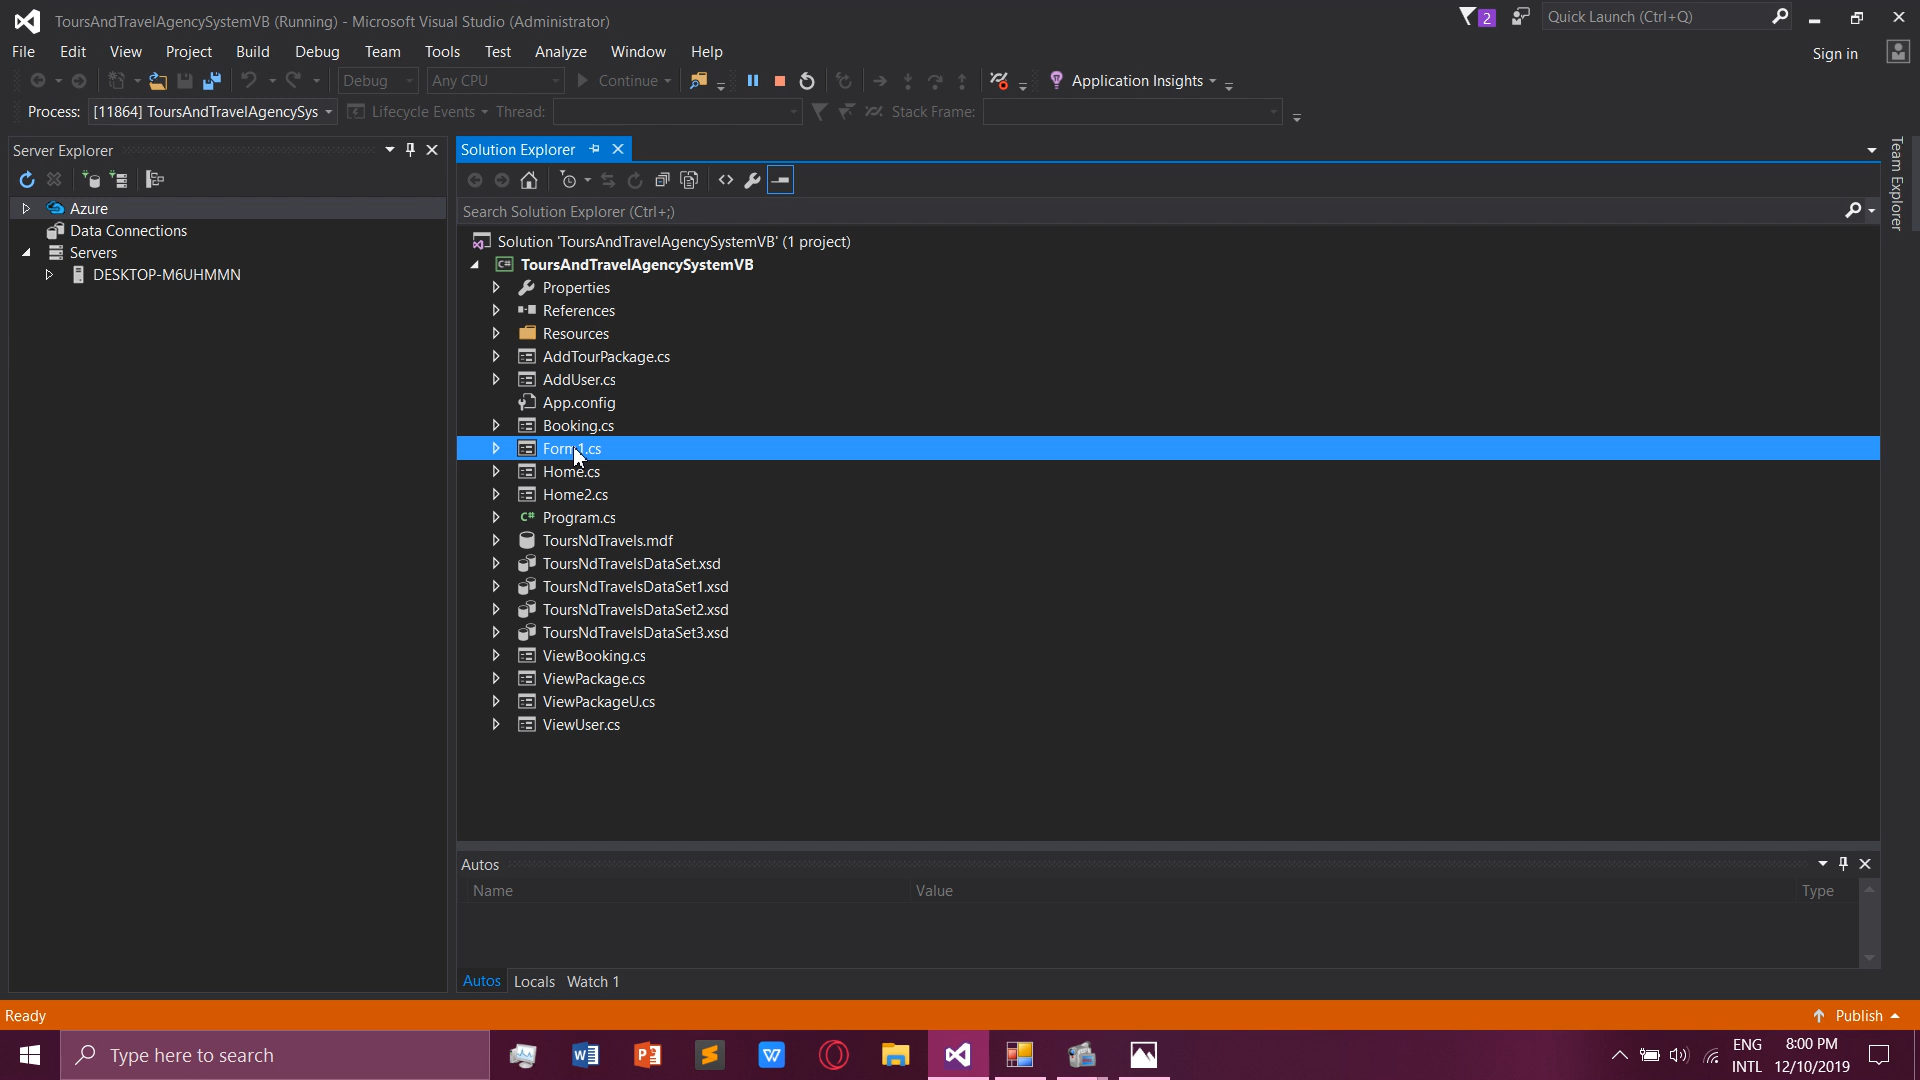 ToursAndTravelAgencySystemVB (Running) - Microsoft Visual Studio (Administrator)
2
Quick Launch (Ctrl+Q)
File Edit View Project Build Debug Team Tools Test Analyze Window Help
Sign in
Debug Any CPU Continue Application Insights
Process: [11864] ToursAndTravelAgencySys Lifecycle Events Thread: Stack Frame:
Server Explorer
Azure
Data Connections
Servers
DESKTOP-M6UHMMN
Solution Explorer
Search Solution Explorer (Ctrl+;)
Solution 'ToursAndTravelAgencySystemVB' (1 project)
C# ToursAndTravelAgencySystemVB
Properties
References
Resources
AddTourPackage.cs
AddUser.cs
App.config
Booking.cs
Form1.cs
Home.cs
Home2.cs
C# Program.cs
ToursNdTravels.mdf
ToursNdTravelsDataSet.xsd
ToursNdTravelsDataSet1.xsd
ToursNdTravelsDataSet2.xsd
ToursNdTravelsDataSet3.xsd
ViewBooking.cs
ViewPackage.cs
ViewPackageU.cs
ViewUser.cs
Team Explorer
Autos
Name Value Type
Autos Locals Watch 1
Ready
Publish
Type here to search
ENG
INTL
8:00 PM
12/10/2019